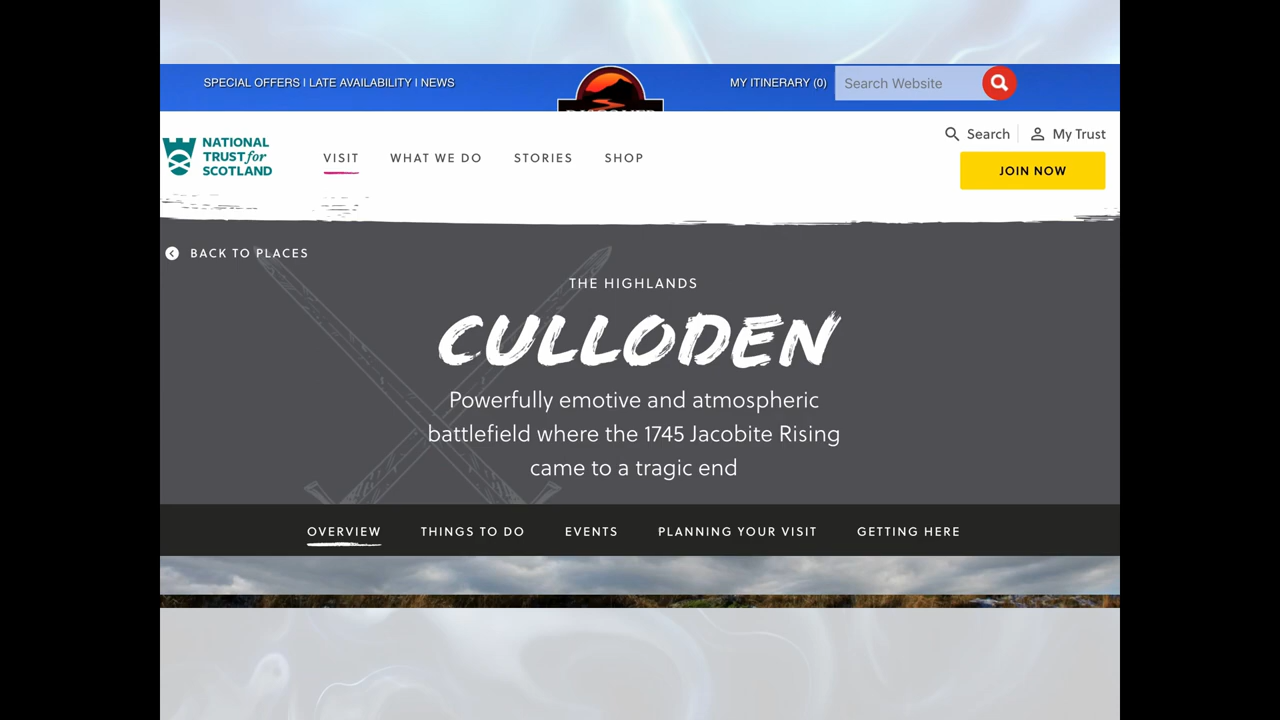 SPECIAL OFFERS | LATE AVAILABILITY | NEWS
MY ITINERARY (0)
Search Website
NATIONAL
TRUST for
SCOTLAND
VISIT
WHAT WE DO
STORIES
SHOP
Search
My Trust
JOIN NOW
BACK TO PLACES
THE HIGHLANDS
CULLODEN
Powerfully emotive and atmospheric
battlefield where the 1745 Jacobite Rising
came to a tragic end
OVERVIEW
THINGS TO DO
EVENTS
PLANNING YOUR VISIT
GETTING HERE